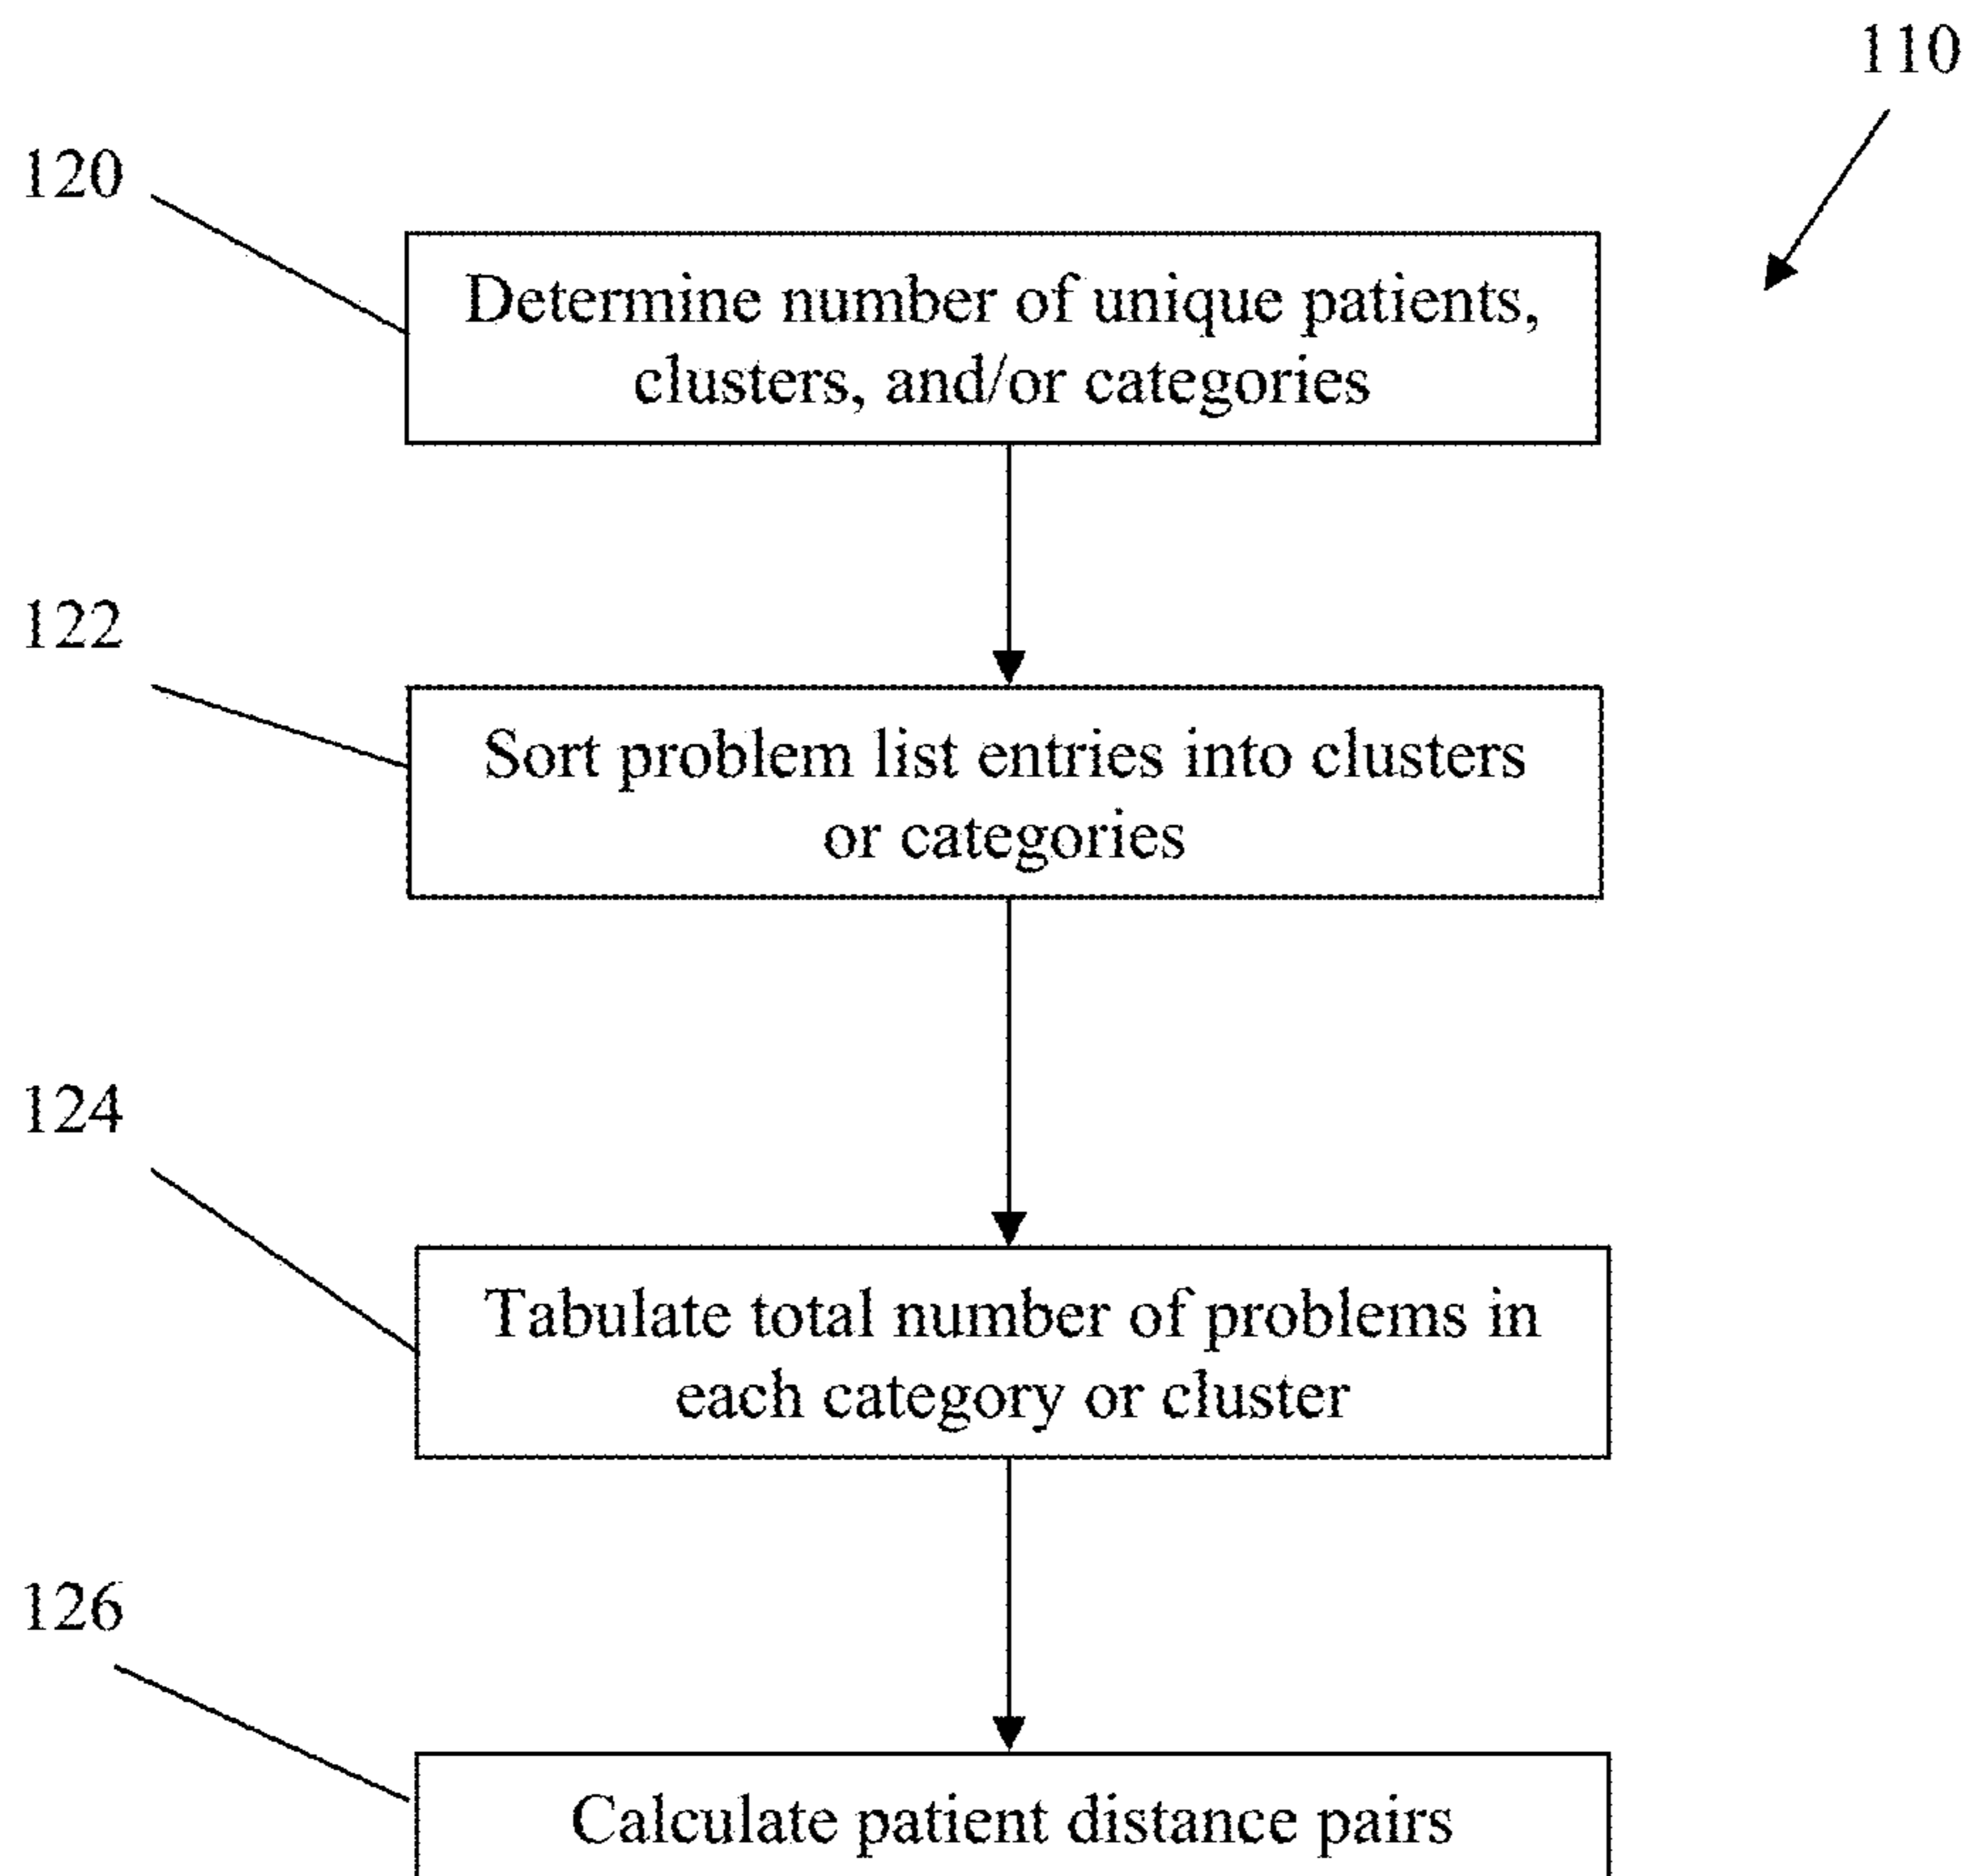 110
120
Determine number of unique patients,
clusters, and/or categories
122
Sort problem list entries into clusters
or categories
124
Tabulate total number of problems in
each category or cluster
126
Calculate patient distance pairs